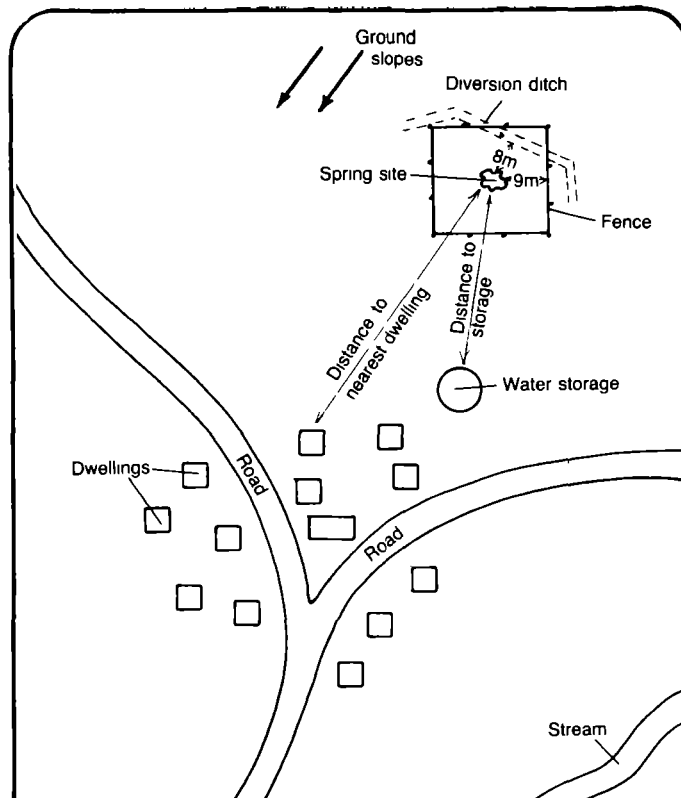 Ground
slopes
Diversion ditch
8m
Spring site
9m
Fence
Distance to
nearest dwelling
Distance to
storage
Water storage
Dwellings
Road
Road
Stream